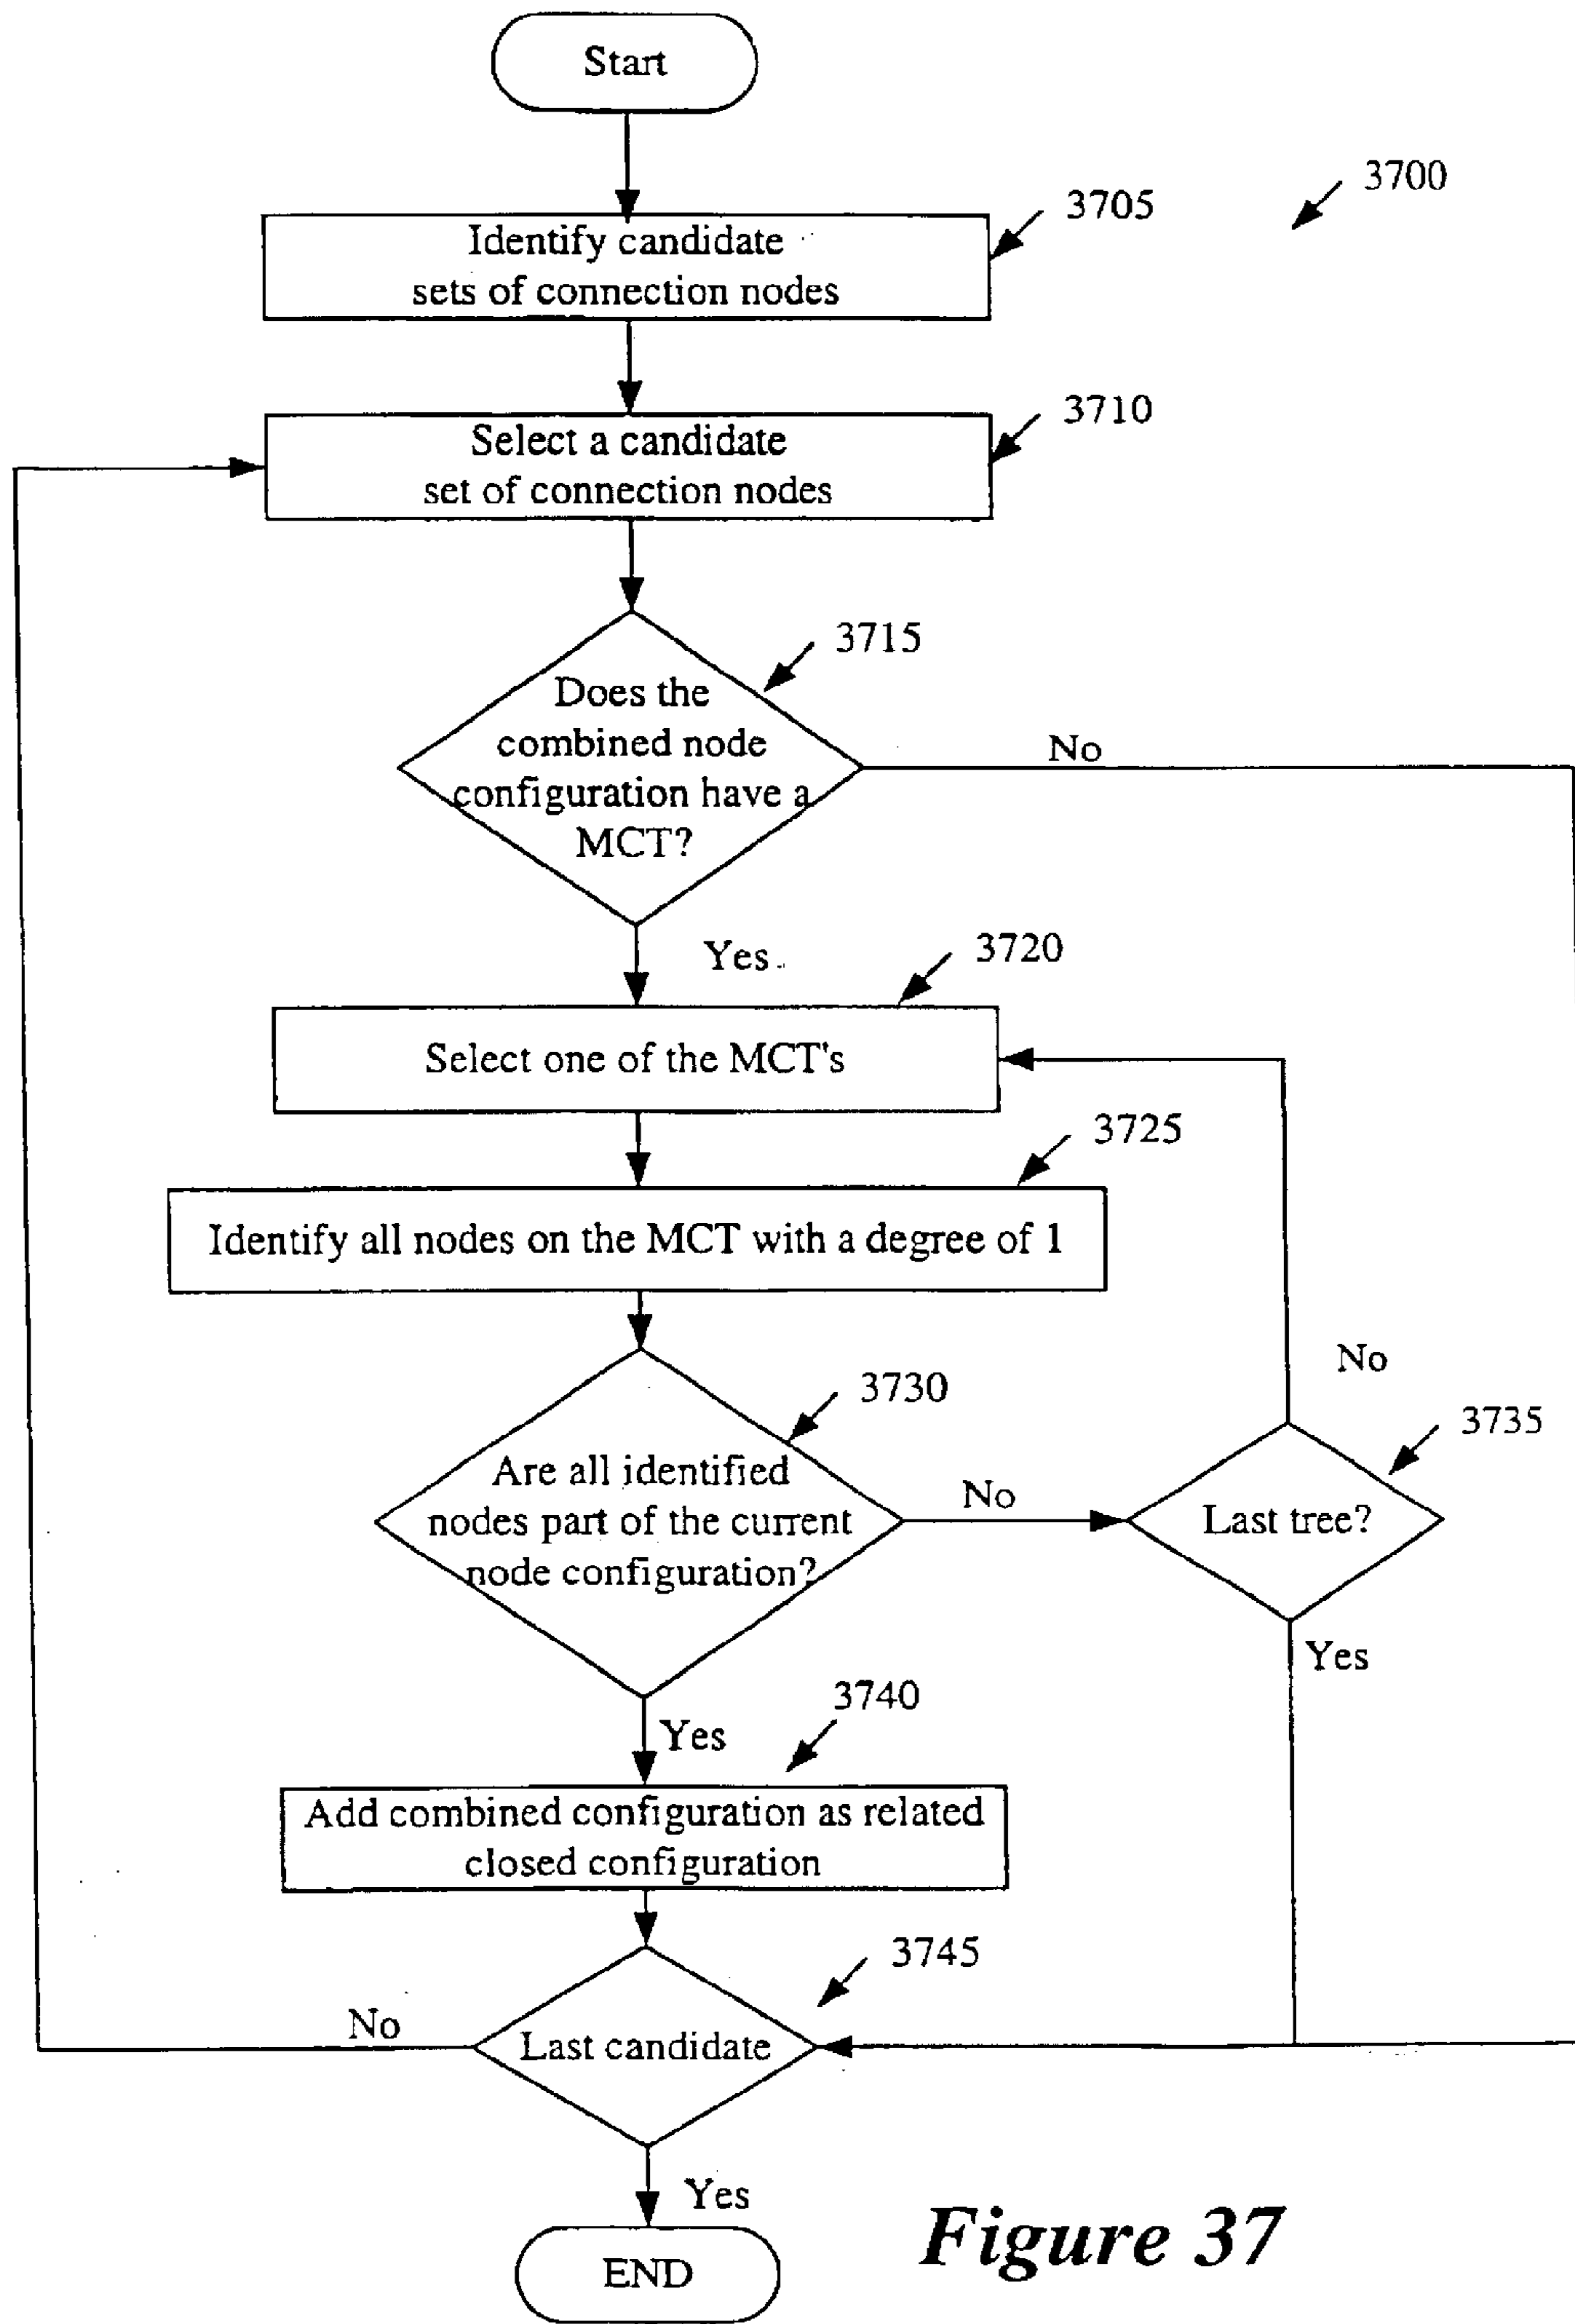 Start
3700
3705
Identify candidate
sets of connection nodes
3710
Select a candidate
set of connection nodes
3715
Does the
combined node
configuration have a
MCT?
No
Yes
3720
Select one of the MCT's
3725
Identify all nodes on the MCT with a degree of 1
No
3730
3735
Are all identified
nodes part of the current
node configuration?
No
Last tree?
Yes
3740
Yes
Add combined configuration as related
closed configuration
3745
No
Last candidate
Yes
END
Figure 37